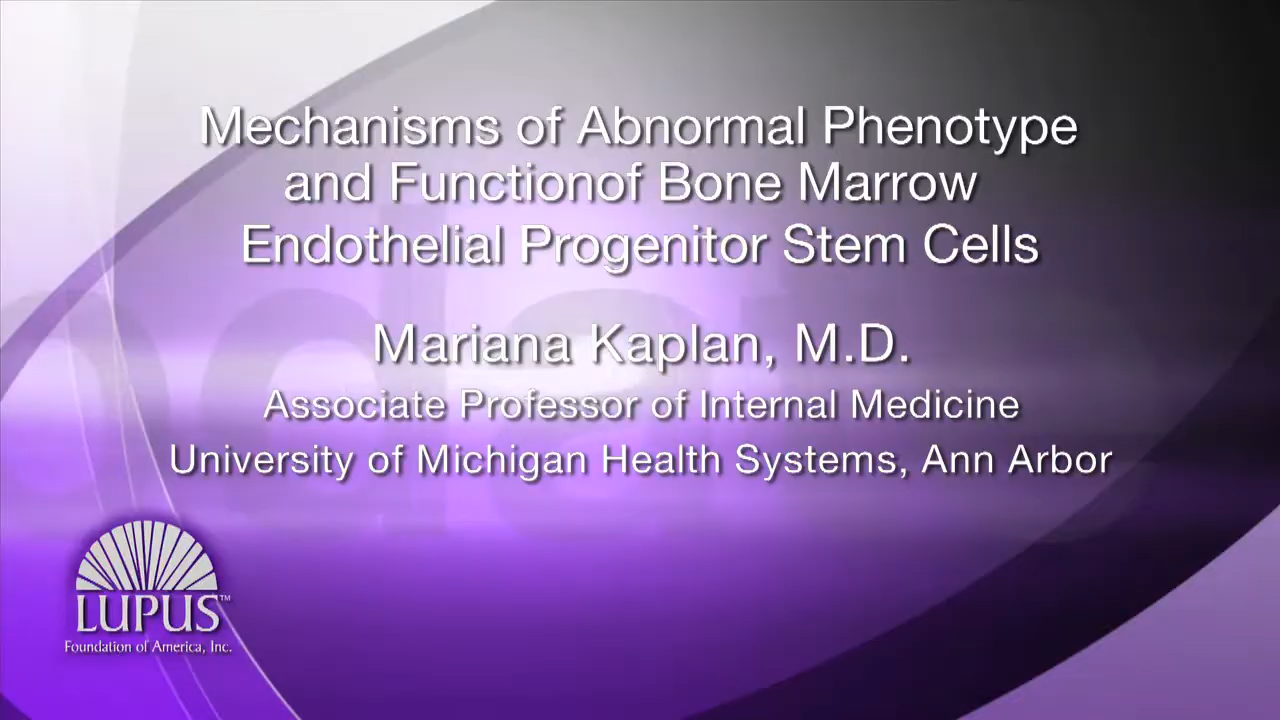 Mechanisms of Abnormal Phenotype
and Functionof Bone Marrow
Endothelial Progenitor Stem Cells
Mariana Kaplan, M.D.
Associate Professor of Internal Medicine
University of Michigan Health Systems, Ann Arbor
LUPUS™
Foundation of America, Inc.